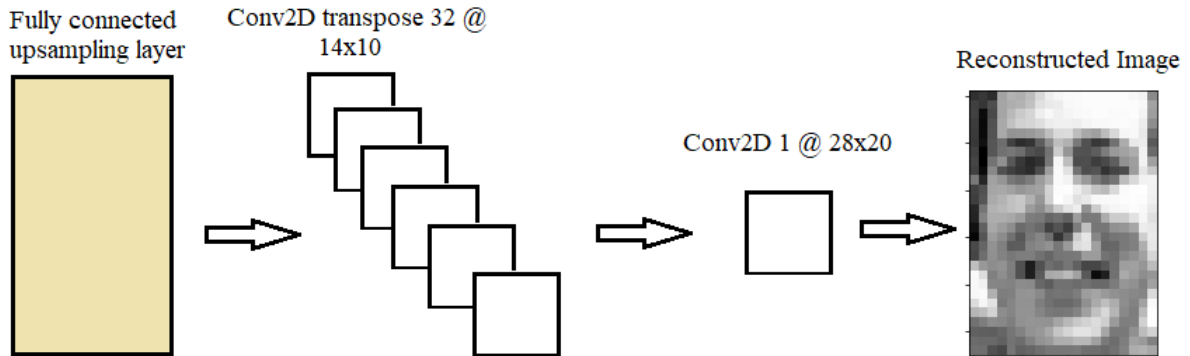 Fully connected
upsampling layer
Conv2D transpose 32 @
14x10
Conv2D 1 @ 28x20
Reconstructed Image